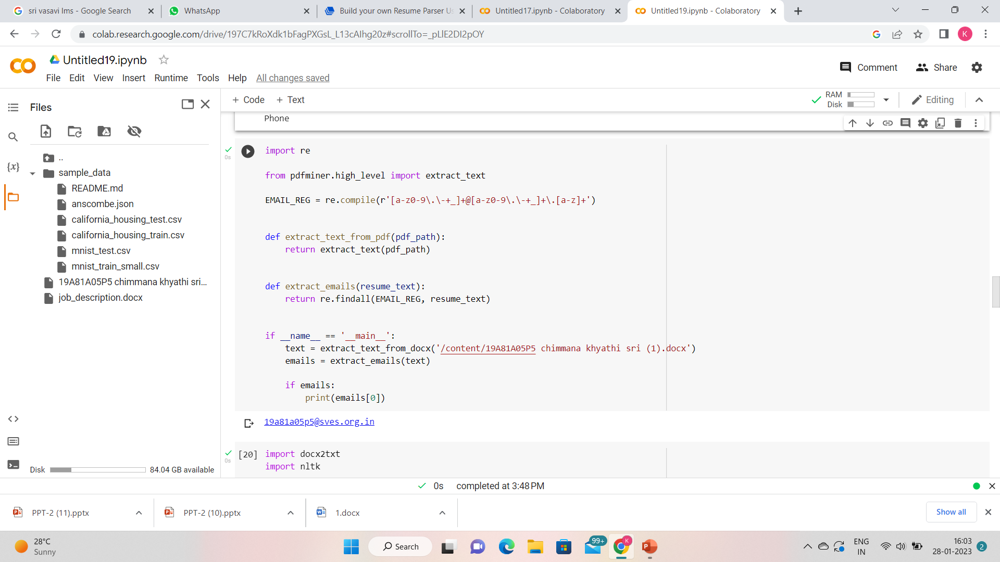 sri vasavi lms - Google Search
WhatsApp
Build your own Resume Parser Us
Untitled17.ipynb - Colaboratory
Untitled19.ipynb - Colaboratory
colab.research.google.com/drive/197C7kRoXdk1bFagPXGsL_L13cAIhg20z#scrollTo=_pLlE2DI2pOY
K
Untitled19.ipynb
Comment
Share
File Edit View Insert Runtime Tools Help All changes saved
Files
+ Code + Text
RAM
Disk
Editing
Phone
..
sample_data
README.md
anscombe.json
california_housing_test.csv
california_housing_train.csv
mnist_test.csv
mnist_train_small.csv
19A81A05P5 chimmana khyathi sri...
job_description.docx
{x}
Disk 84.04 GB available
0s
import re
from pdfminer.high_level import extract_text
EMAIL_REG = re.compile(r'[a-z0-9\.\-+_]+@[a-z0-9\.\-+_]+\.[a-z]+')
def extract_text_from_pdf(pdf_path):
return extract_text(pdf_path)
def extract_emails(resume_text):
return re.findall(EMAIL_REG, resume_text)
if __name__ == '__main__':
text = extract_text_from_docx('/content/19A81A05P5 chimmana khyathi sri (1).docx')
emails = extract_emails(text)
if emails:
print(emails[0])
19a81a05p5@sves.org.in
0s
[20] import docx2txt
import nltk
0s completed at 3:48 PM
PPT-2 (11).pptx
PPT-2 (10).pptx
1.docx
Show all
28°C
Sunny
Search
99+
K
ENG
IN
16:03
28-01-2023
2